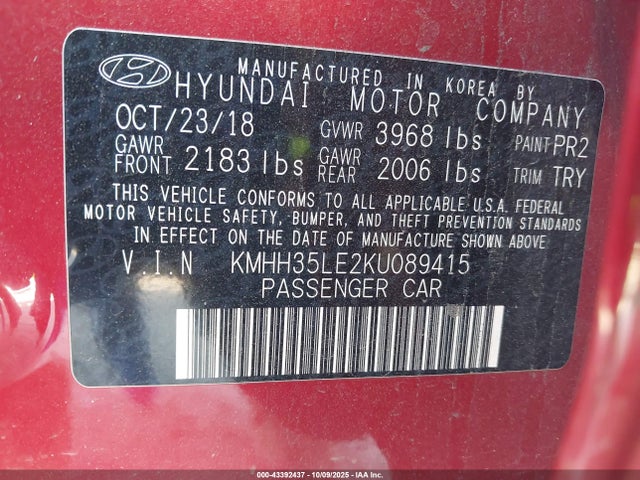 MANUFACTURED IN KOREA BY
HYUNDAI MOTOR COMPANY
OCT/23/18 GVWR 3968 lbs PAINT PR2
GAWR FRONT 2183 lbs GAWR REAR 2006 lbs TRIM TRY
THIS VEHICLE CONFORMS TO ALL APPLICABLE U.S.A. FEDERAL
MOTOR VEHICLE SAFETY, BUMPER, AND THEFT PREVENTION STANDARDS
IN EFFECT ON THE DATE OF MANUFACTURE SHOWN ABOVE.
V.I.N KMHH35LE2KU089415
PASSENGER CAR
000-43392437 - 10/09/2025 - IAA Inc.